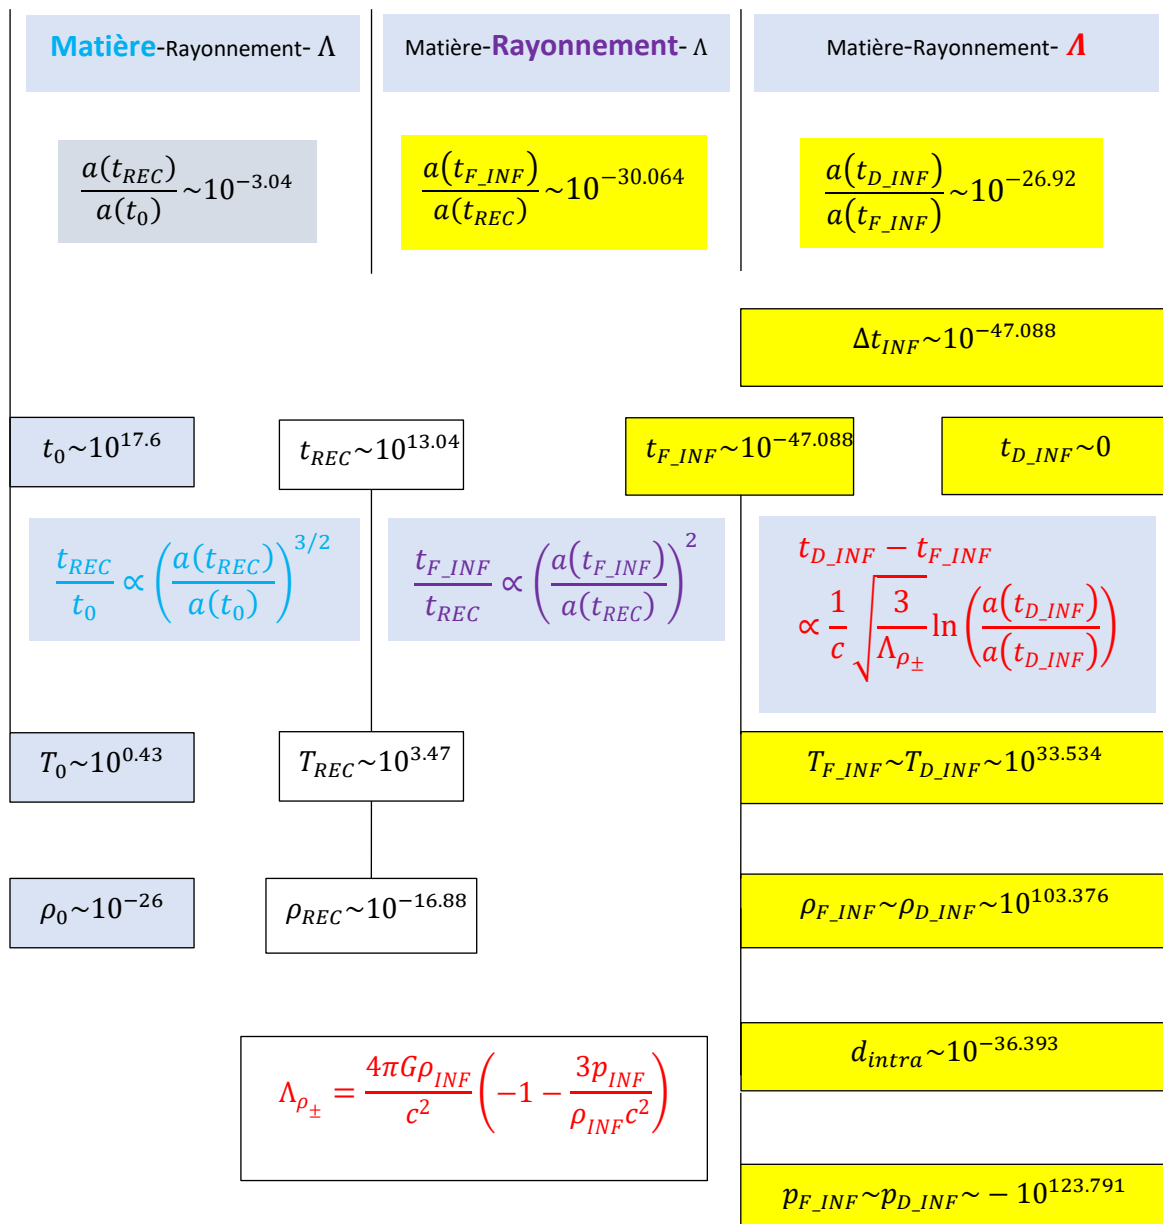 Matière-Rayonnement- Λ
Matière-Rayonnement- Λ
Matière-Rayonnement- Λ
a(t_REC)/a(t_0) ~10^−3.04
a(t_F_INF)/a(t_REC) ~10^−30.064
a(t_D_INF)/a(t_F_INF) ~10^−26.92
Δt_INF~10^−47.088
t_0~10^17.6
t_REC~10^13.04
t_F_INF~10^−47.088
t_D_INF~0
t_REC/t_0 ∝ (a(t_REC)/a(t_0))^3/2
t_F_INF/t_REC ∝ (a(t_F_INF)/a(t_REC))^2
t_D_INF − t_F_INF
∝ 1/c √(3/Λ_ρ±) ln (a(t_D_INF)/a(t_D_INF))
T_0~10^0.43
T_REC~10^3.47
T_F_INF~T_D_INF~10^33.534
ρ_0~10^−26
ρ_REC~10^−16.88
ρ_F_INF~ρ_D_INF~10^103.376
d_intra~10^−36.393
Λ_ρ± = 4πGρ_INF/c^2 (−1 − 3p_INF/ρ_INF c^2)
p_F_INF~p_D_INF~ − 10^123.791